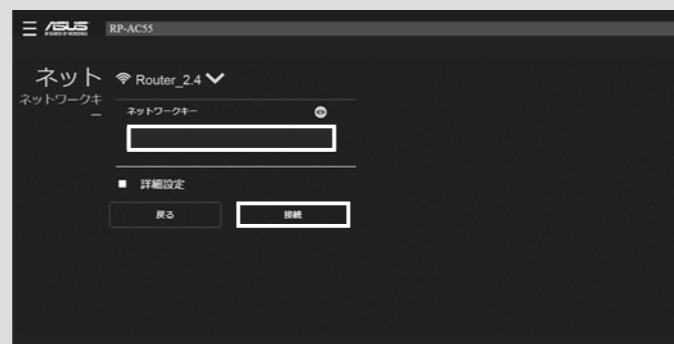 ASUS
IN SEARCH OF INCREDIBLE
RP-AC55
ネット
ネットワークキ
ー
Router_2.4
ネットワークキー
詳細設定
戻る
接続